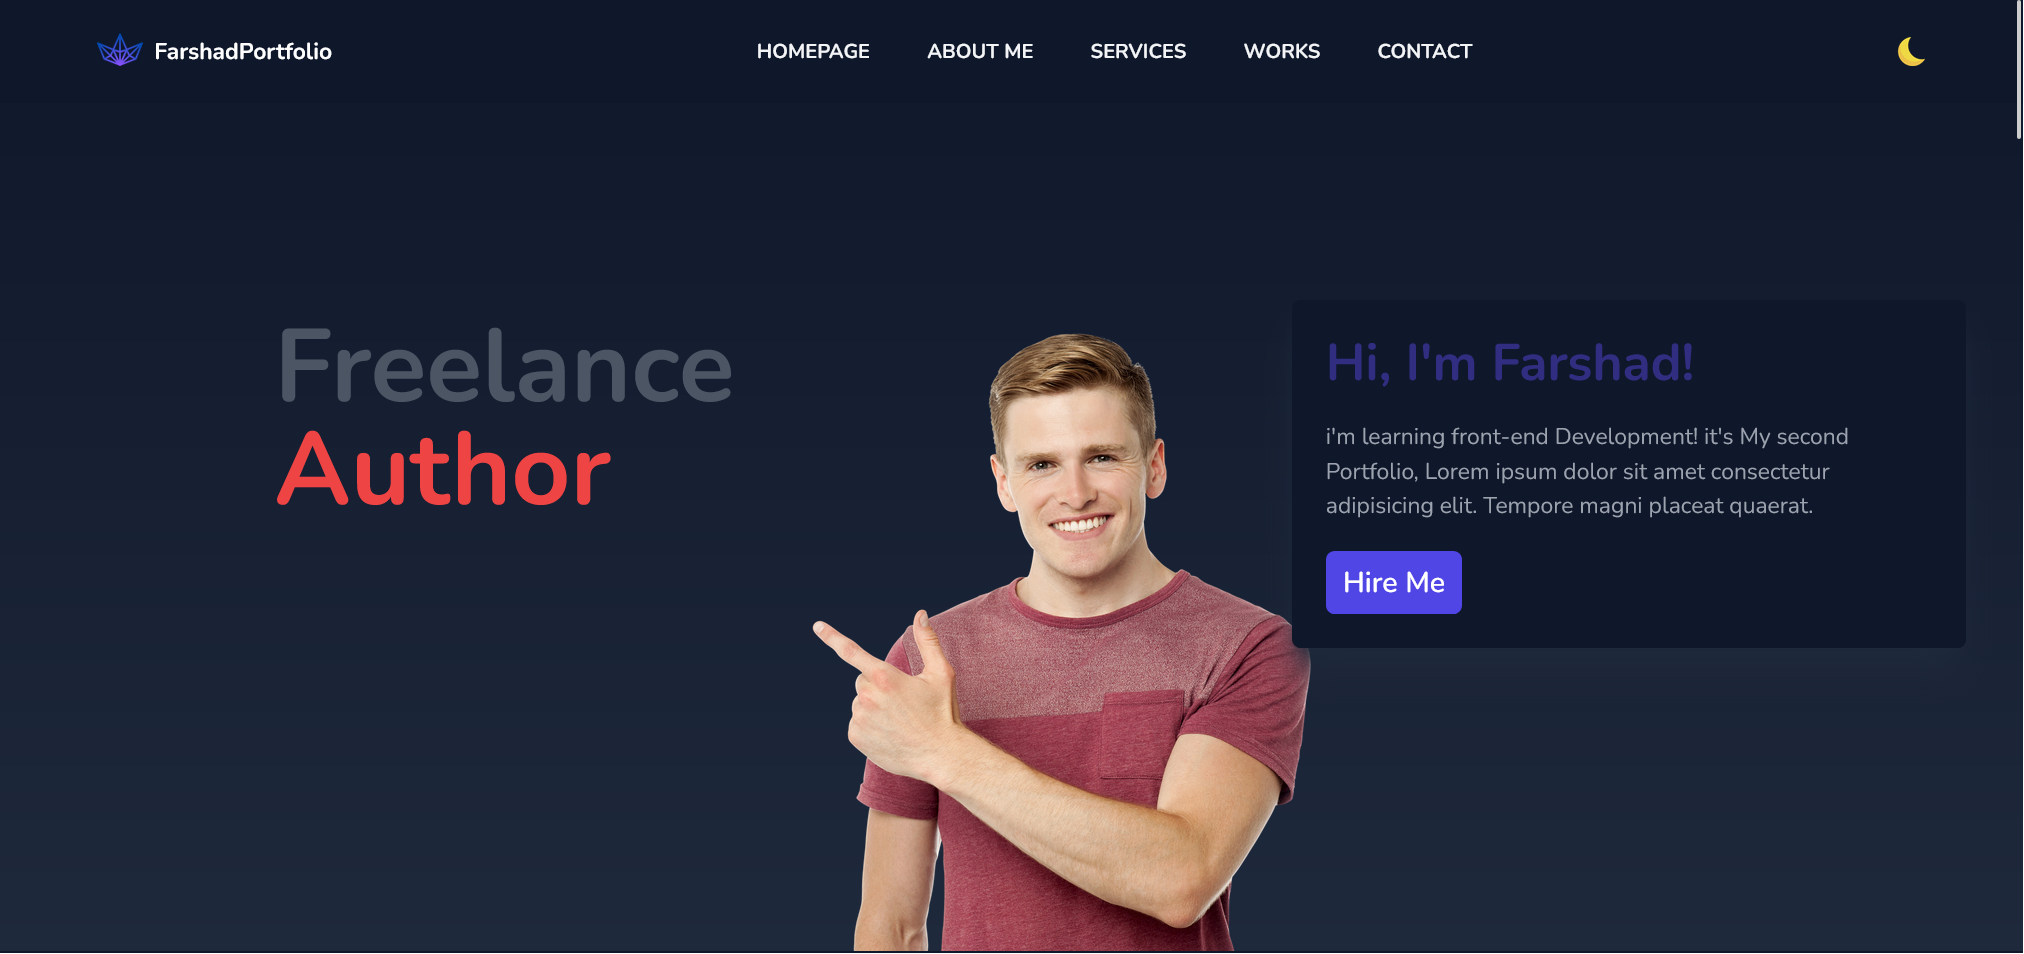 FarshadPortfolio
HOMEPAGE
ABOUT ME
SERVICES
WORKS
CONTACT
Freelance
Author
Hi, I'm Farshad!
i'm learning front-end Development! it's My second
Portfolio, Lorem ipsum dolor sit amet consectetur
adipisicing elit. Tempore magni placeat quaerat.
Hire Me